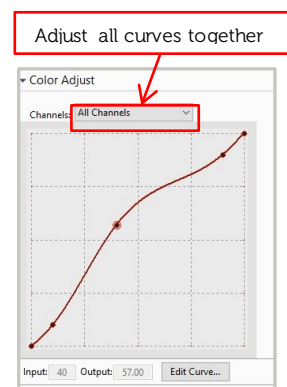 Adjust all curves together
Color Adjust
Channels: All Channels
Input: 40 Output: 57.00 Edit Curve...